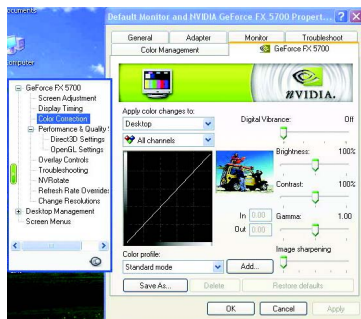 Default Monitor and NVIDIA GeForce FX 5700 Propert...
General Adapter Monitor Troubleshoot
Color Management GeForce FX 5700
nVIDIA.
GeForce FX 5700
Screen Adjustment
Display Timing
Color Correction
Performance & Quality S
Direct3D Settings
OpenGL Settings
Overlay Controls
Troubleshooting
NVRotate
Refresh Rate Overrides
Change Resolutions
Desktop Management
Screen Menus
Apply color changes to:
Desktop
All channels
Digital Vibrance: Off
Brightness: 100%
Contrast: 100%
In 0.00 Gamma: 1.00
Out 0.00
Image sharpening
Color profile:
Standard mode Add...
Save As... Delete Restore defaults
OK Cancel Apply